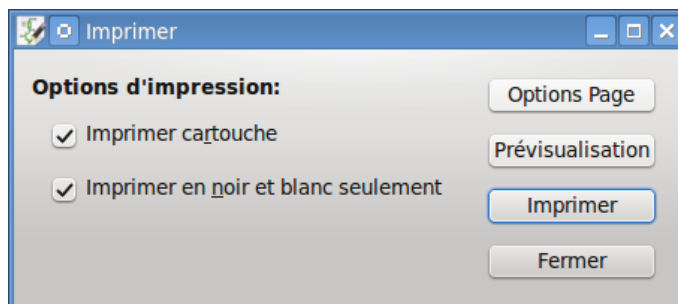 Imprimer
Options d'impression:
Imprimer cartouche
Imprimer en noir et blanc seulement
Options Page
Prévisualisation
Imprimer
Fermer